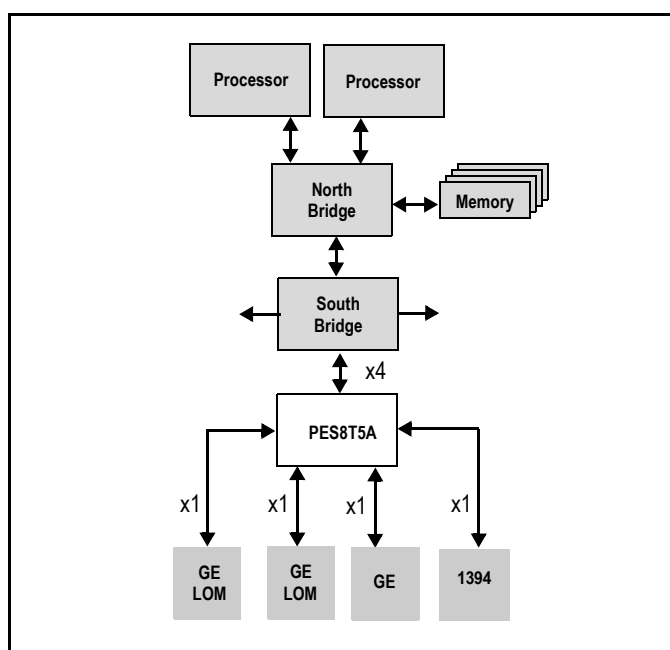 Processor
Processor
North
Bridge
Memory
South
Bridge
x4
PES8T5A
x1
x1
x1
x1
GE
LOM
GE
LOM
GE
1394